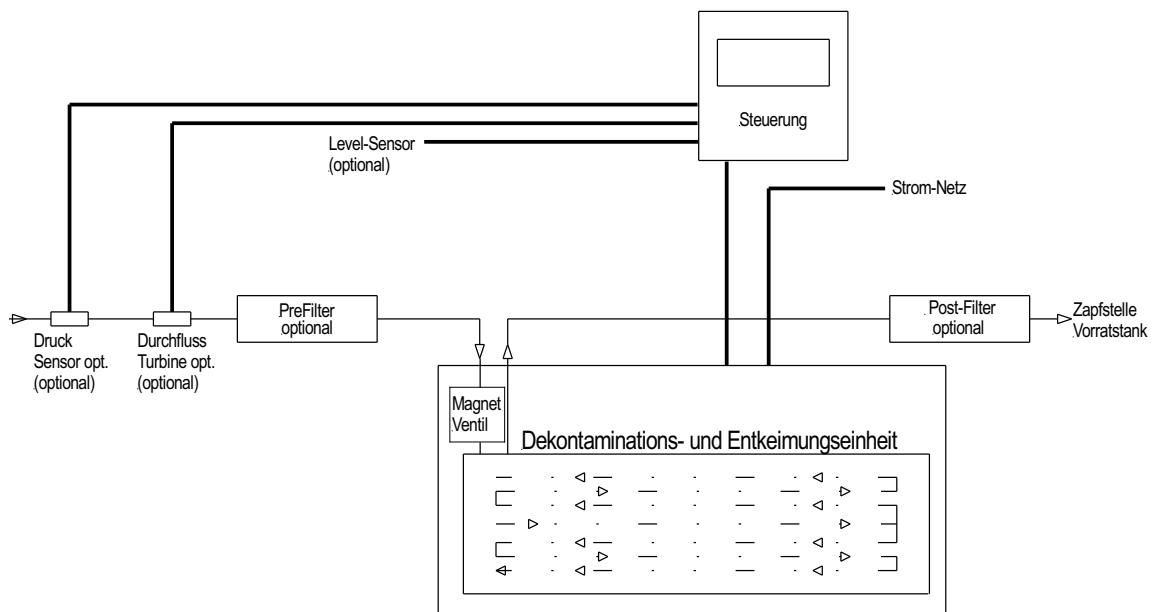 Steuerung
Level-Sensor
(optional)
Strom-Netz
PreFilter
optional
Post-Filter
optional
Zapfstelle
Vorratstank
Druck
Sensor opt.
(optional)
Durchfluss
Turbine opt.
(optional)
Magnet
Ventil
Dekontaminations- und Entkeimungseinheit